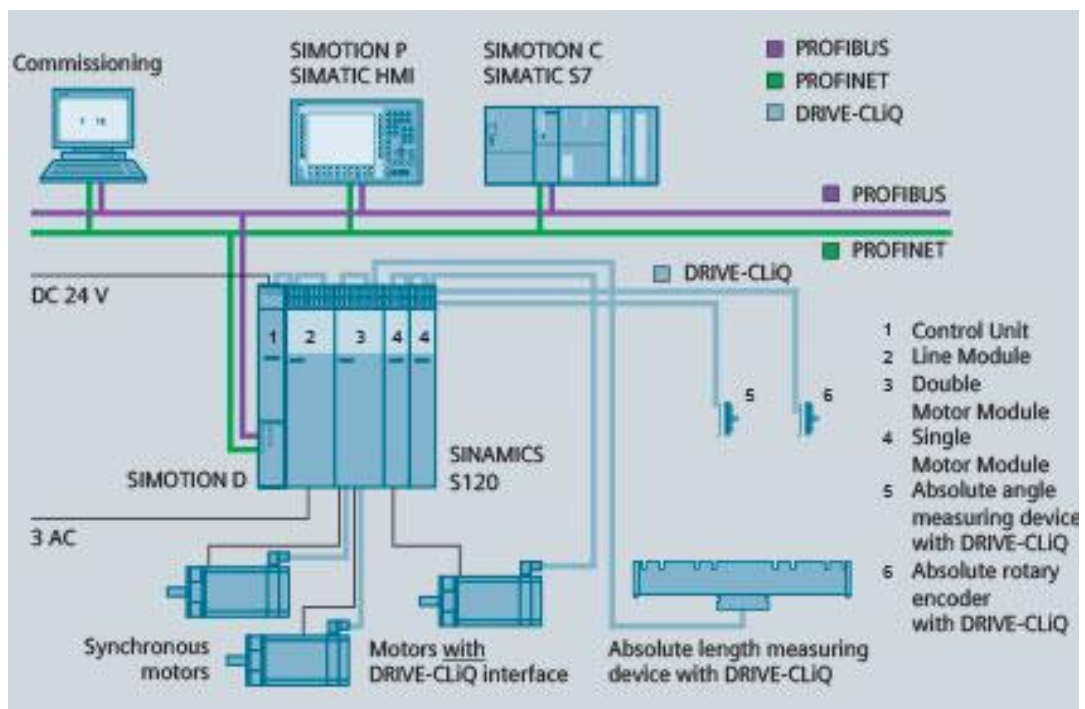 Commissioning
SIMOTION P
SIMATIC HMI
SIMOTION C
SIMATIC S7
PROFIBUS
PROFINET
DRIVE-CLiQ
PROFIBUS
PROFINET
DRIVE-CLiQ
DC 24 V
1 2 3 4 4
5 6
SIMOTION D
SINAMICS
S120
3 AC
Synchronous
motors
Motors with
DRIVE-CLiQ interface
Absolute length measuring
device with DRIVE-CLiQ
1 Control Unit
2 Line Module
3 Double
Motor Module
4 Single
Motor Module
5 Absolute angle
measuring device
with DRIVE-CLiQ
6 Absolute rotary
encoder
with DRIVE-CLiQ